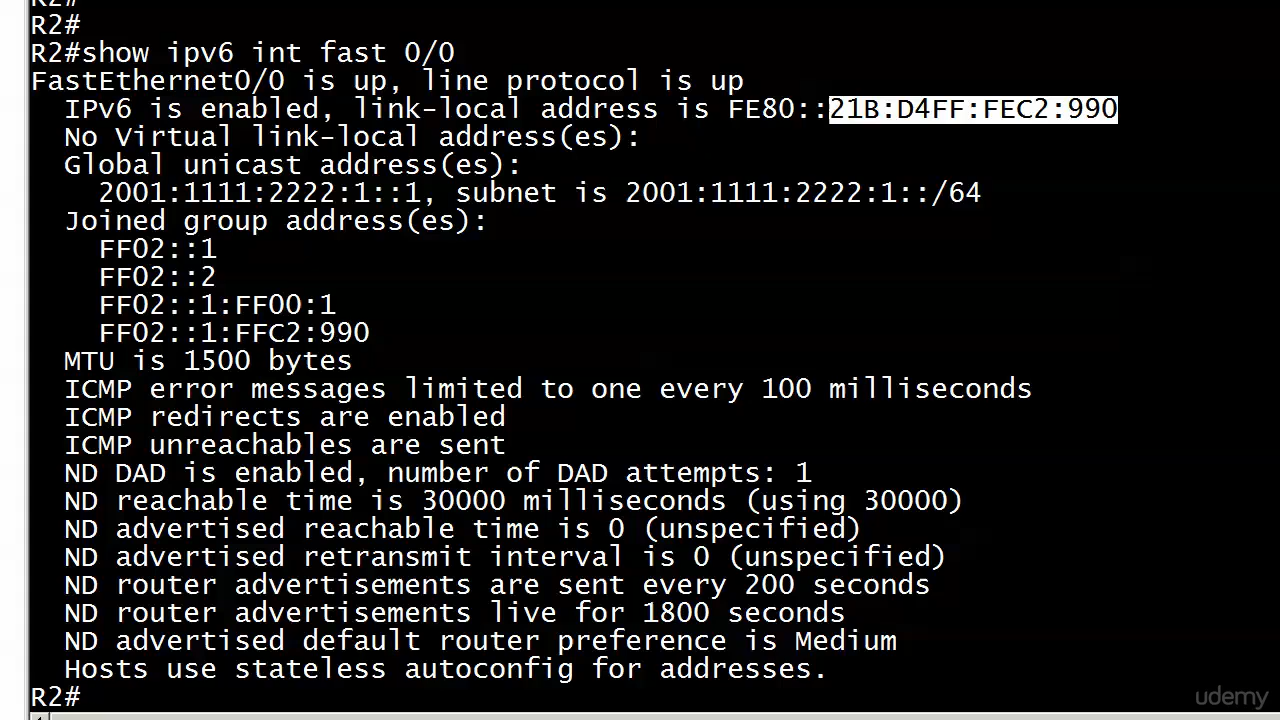 R2#
R2#
R2#show ipv6 int fast 0/0
FastEthernet0/0 is up, line protocol is up
IPv6 is enabled, link-local address is FE80::21B:D4FF:FEC2:990
No Virtual link-local address(es):
Global unicast address(es):
2001:1111:2222:1::1, subnet is 2001:1111:2222:1::/64
Joined group address(es):
FF02::1
FF02::2
FF02::1:FF00:1
FF02::1:FFC2:990
MTU is 1500 bytes
ICMP error messages limited to one every 100 milliseconds
ICMP redirects are enabled
ICMP unreachables are sent
ND DAD is enabled, number of DAD attempts: 1
ND reachable time is 30000 milliseconds (using 30000)
ND advertised reachable time is 0 (unspecified)
ND advertised retransmit interval is 0 (unspecified)
ND router advertisements are sent every 200 seconds
ND router advertisements live for 1800 seconds
ND advertised default router preference is Medium
Hosts use stateless autoconfig for addresses.
R2#
udemy